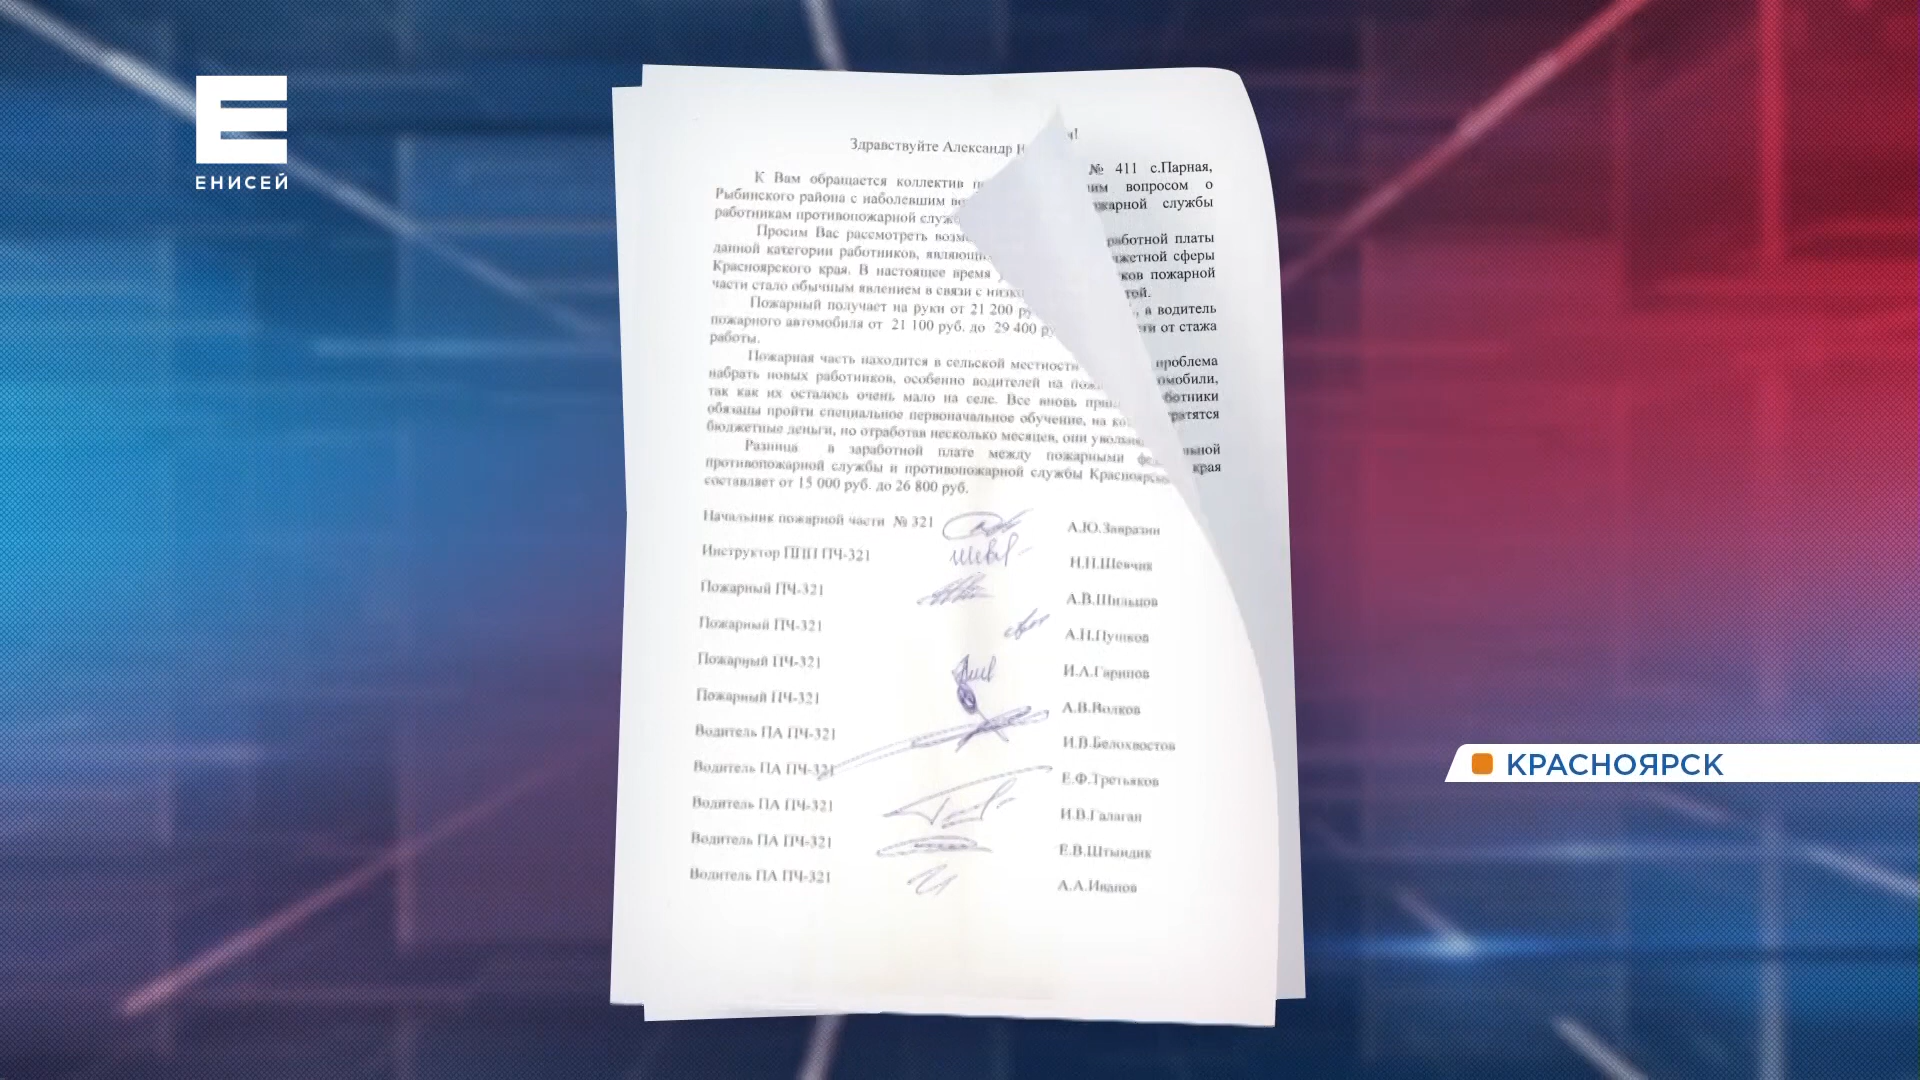 ЕНИСЕЙ
Здравствуйте Александр
К Вам обращается коллектив
№ 411 с.Парная,
Рыбинского района с наболевшим
вопросом о
работникам противопожарной
службы
Просим Вас рассмотреть
платы
данной категории работников,
сферы
Красноярского края. В настоящее время
пожарной
части стало обычным явлением в связи с
Пожарный получает на руки от 21 200
, а водитель
пожарного автомобиля от 21 100 руб. до 29 400
от стажа
работы.
Пожарная часть находится в сельской местности
проблема
набрать новых работников, особенно водителей на
так как их осталось очень мало на селе. Все вновь
обязаны пройти специальное первоначальное обучение, на
бюджетные деньги, но отработав несколько месяцев, они
Разница в заработной плате между пожарными
противопожарной службы и противопожарной службы
края
составляет от 15 000 руб. до 26 800 руб.
Начальник пожарной части № 321 А.Ю.Завразин
Инструктор ППП ПЧ-321 Н.П.Шевчик
Пожарный ПЧ-321 А.В.Шильцов
Пожарный ПЧ-321 А.И.Пушков
Пожарный ПЧ-321 И.А.Гарипов
Пожарный ПЧ-321 А.В.Волков
Водитель ПА ПЧ-321 И.В.Белохвостов
Водитель ПА ПЧ-321 Е.Ф.Третьяков
Водитель ПА ПЧ-321 И.В.Галаган
Водитель ПА ПЧ-321 Е.В.Штындик
Водитель ПА ПЧ-321 А.А.Иванов
КРАСНОЯРСК